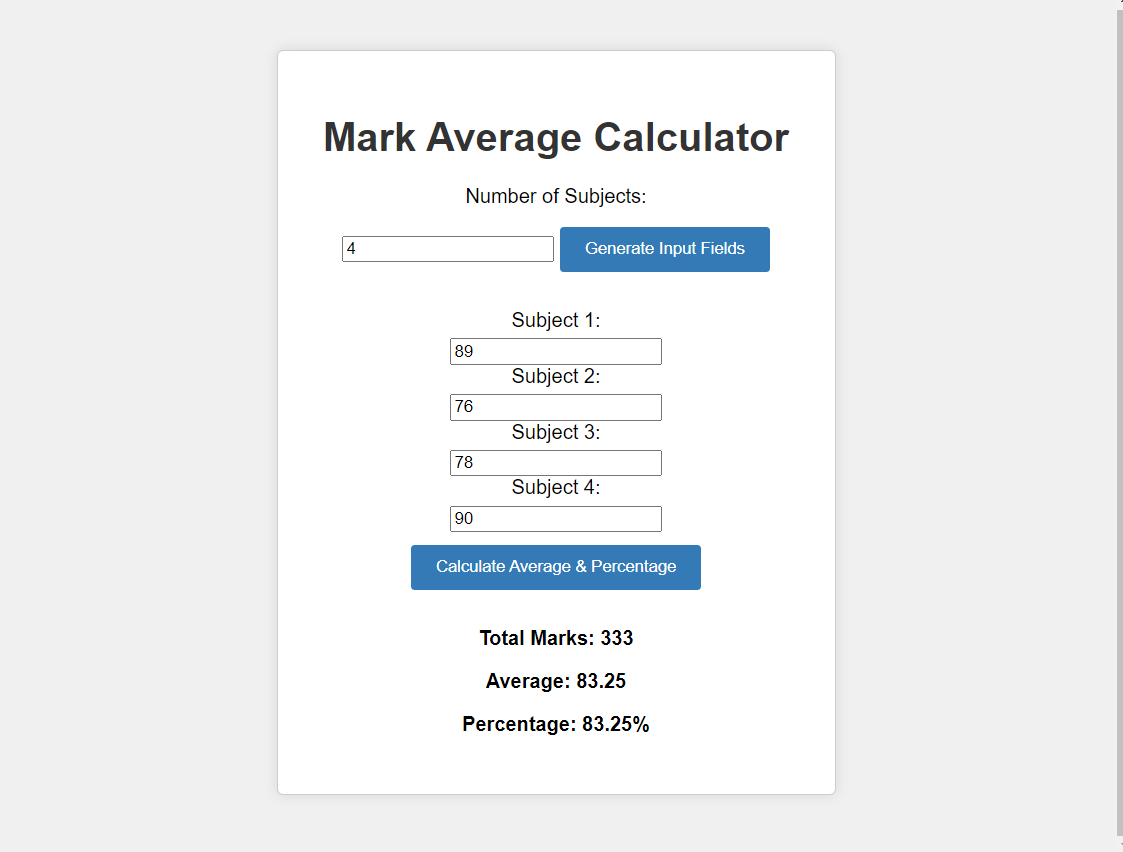 Mark Average Calculator
Number of Subjects:
4 Generate Input Fields
Subject 1:
89
Subject 2:
76
Subject 3:
78
Subject 4:
90
Calculate Average & Percentage
Total Marks: 333
Average: 83.25
Percentage: 83.25%